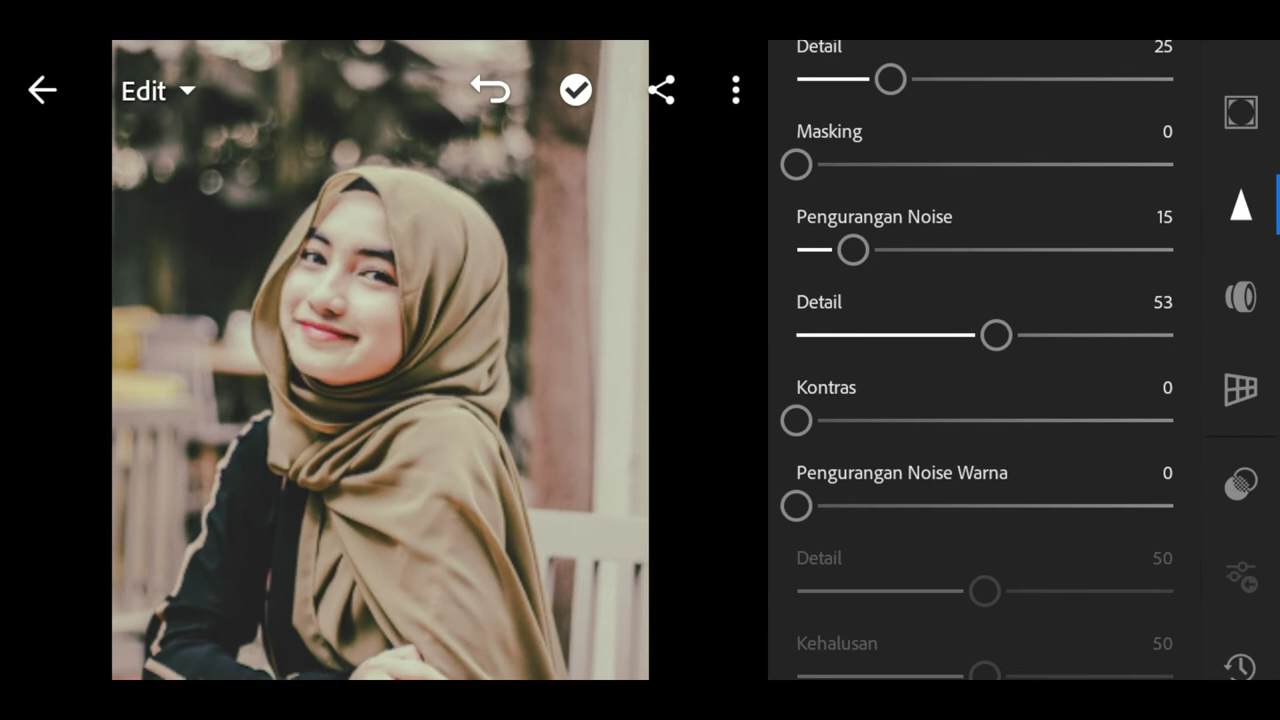 Edit
Detail 25
Masking 0
Pengurangan Noise 15
Detail 53
Kontras 0
Pengurangan Noise Warna 0
Detail 50
Kehalusan 50